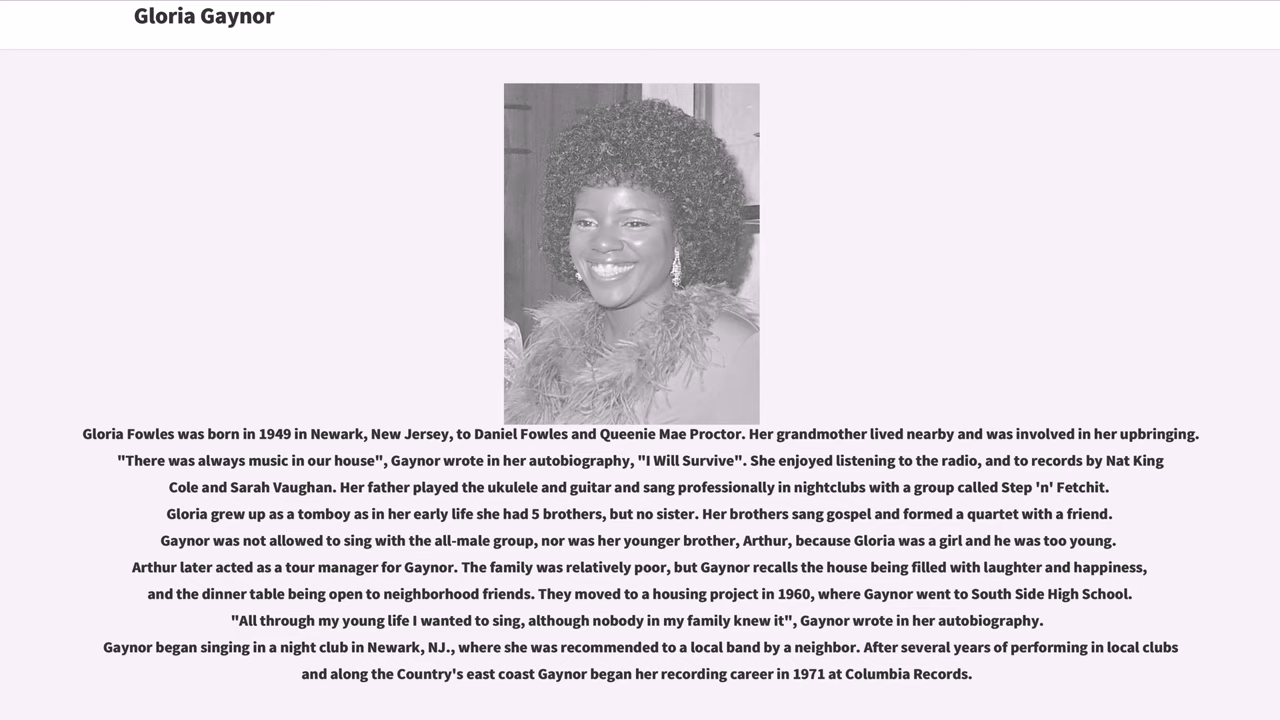 Gloria Gaynor
Gloria Fowles was born in 1949 in Newark, New Jersey, to Daniel Fowles and Queenie Mae Proctor. Her grandmother lived nearby and was involved in her upbringing.
"There was always music in our house", Gaynor wrote in her autobiography, "I Will Survive". She enjoyed listening to the radio, and to records by Nat King
Cole and Sarah Vaughan. Her father played the ukulele and guitar and sang professionally in nightclubs with a group called Step 'n' Fetchit.
Gloria grew up as a tomboy as in her early life she had 5 brothers, but no sister. Her brothers sang gospel and formed a quartet with a friend.
Gaynor was not allowed to sing with the all-male group, nor was her younger brother, Arthur, because Gloria was a girl and he was too young.
Arthur later acted as a tour manager for Gaynor. The family was relatively poor, but Gaynor recalls the house being filled with laughter and happiness,
and the dinner table being open to neighborhood friends. They moved to a housing project in 1960, where Gaynor went to South Side High School.
"All through my young life I wanted to sing, although nobody in my family knew it", Gaynor wrote in her autobiography.
Gaynor began singing in a night club in Newark, NJ., where she was recommended to a local band by a neighbor. After several years of performing in local clubs
and along the Country's east coast Gaynor began her recording career in 1971 at Columbia Records.